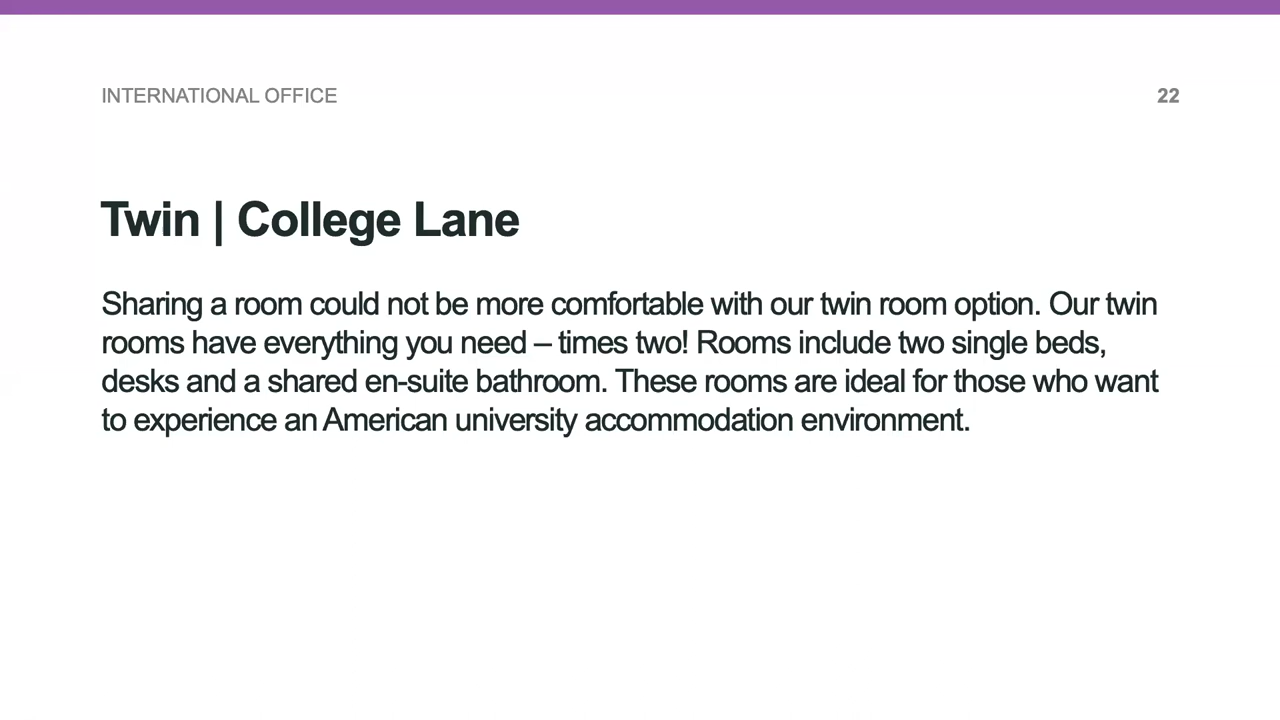 INTERNATIONAL OFFICE
22
Twin | College Lane
Sharing a room could not be more comfortable with our twin room option. Our twin
rooms have everything you need – times two! Rooms include two single beds,
desks and a shared en-suite bathroom. These rooms are ideal for those who want
to experience an American university accommodation environment.